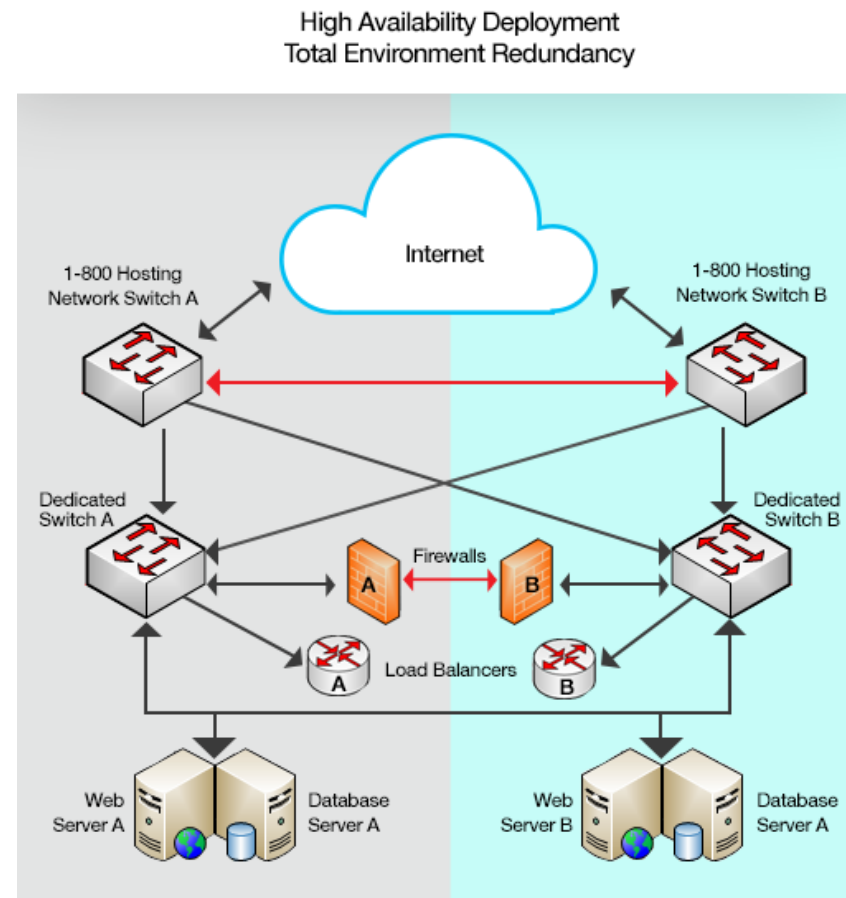 High Availability Deployment
Total Environment Redundancy
Internet
1-800 Hosting
Network Switch A
1-800 Hosting
Network Switch B
Dedicated
Switch A
Dedicated
Switch B
Firewalls
A
B
Load Balancers
A
B
Web
Server A
Database
Server A
Web
Server B
Database
Server A